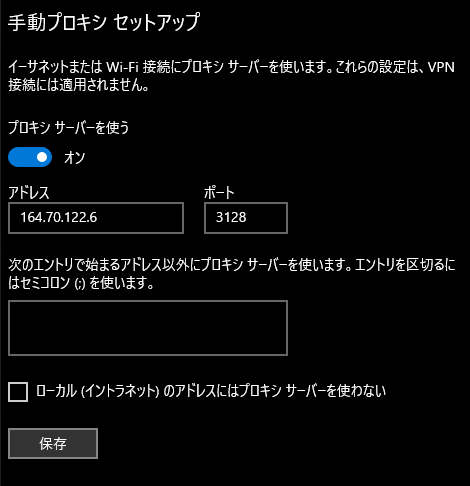 手動プロキシ セットアップ
イーサネットまたは Wi-Fi 接続にプロキシ サーバーを使います。これらの設定は、VPN
接続には適用されません。
プロキシ サーバーを使う
オン
アドレス ポート
164.70.122.6 3128
次のエントリで始まるアドレス以外にプロキシ サーバーを使います。エントリを区切るに
はセミコロン (;) を使います。
ローカル (イントラネット) のアドレスにはプロキシ サーバーを使わない
保存